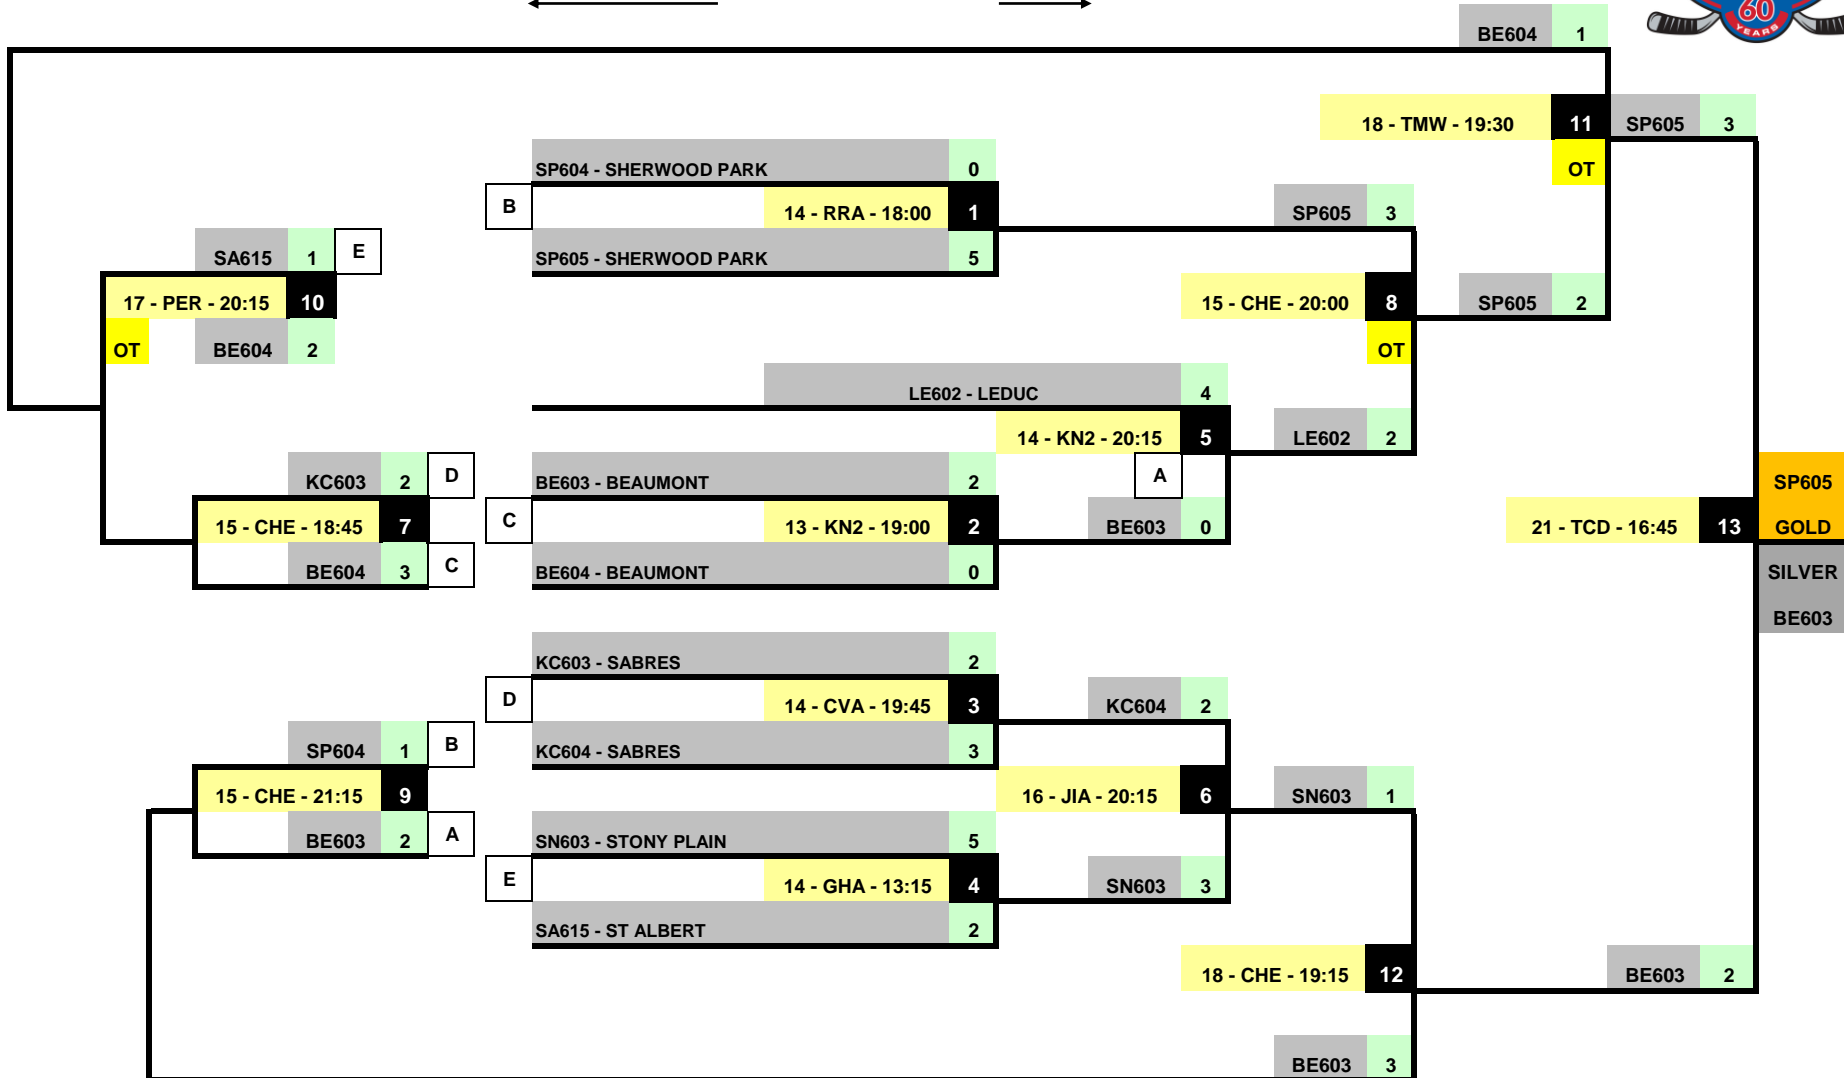 60
YEARS
BE604 1
18 - TMW - 19:30 11 SP605 3
OT
SP604 - SHERWOOD PARK 0
B 14 - RRA - 18:00 1 SP605 3
SA615 1 E SP605 - SHERWOOD PARK 5
17 - PER - 20:15 10 15 - CHE - 20:00 8 SP605 2
OT BE604 2 OT
LE602 - LEDUC 4
14 - KN2 - 20:15 5 LE602 2
KC603 2 D BE603 - BEAUMONT 2 A SP605
15 - CHE - 18:45 7 C 13 - KN2 - 19:00 2 BE603 0 21 - TCD - 16:45 13 GOLD
BE604 3 C BE604 - BEAUMONT 0 SILVER
BE603
KC603 - SABRES 2
D 14 - CVA - 19:45 3 KC604 2
SP604 1 B KC604 - SABRES 3
15 - CHE - 21:15 9 16 - JIA - 20:15 6 SN603 1
BE603 2 A SN603 - STONY PLAIN 5
E 14 - GHA - 13:15 4 SN603 3
SA615 - ST ALBERT 2
18 - CHE - 19:15 12 BE603 2
BE603 3